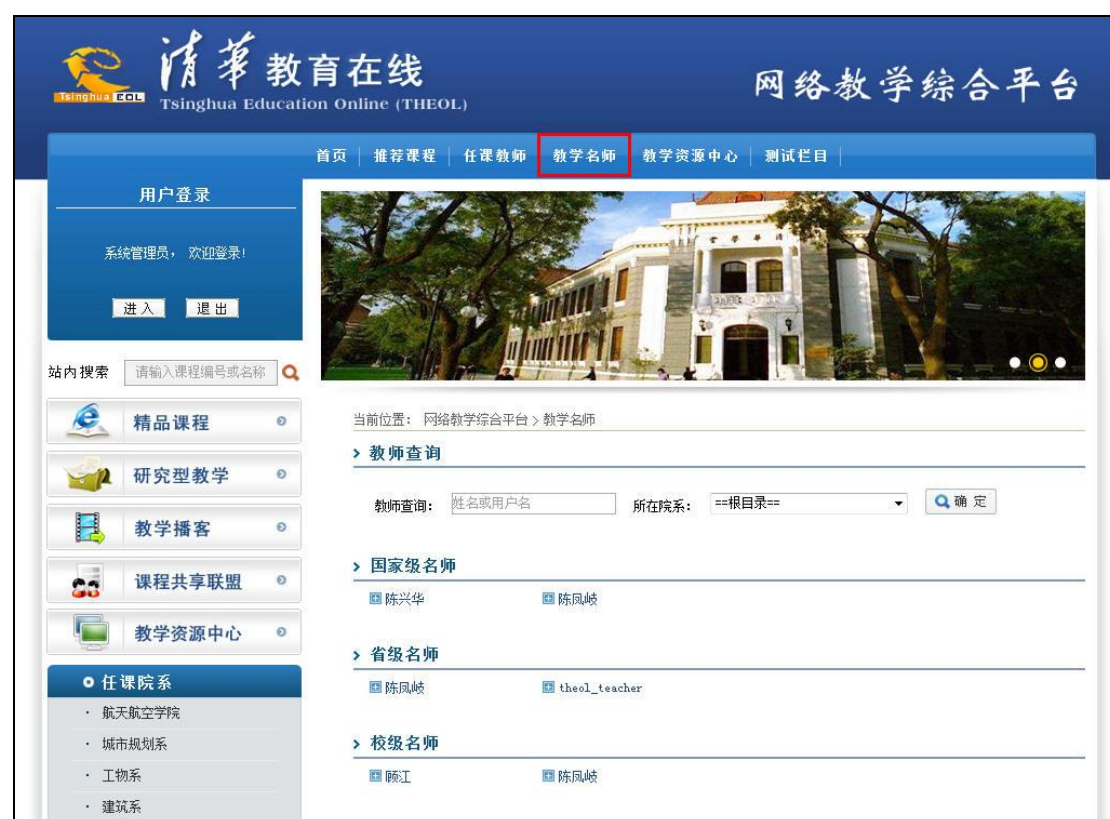 清华教育在线
Tsinghua EOL
Tsinghua Education Online (THEOL)
网络教学综合平台
首页 推荐课程 任课教师 教学名师 教学资源中心 测试栏目
用户登录
系统管理员， 欢迎登录!
进入 退出
站内搜索 请输入课程编号或名称
精品课程
研究型教学
教学播客
课程共享联盟
教学资源中心
任课院系
· 航天航空学院
· 城市规划系
· 工物系
· 建筑系
当前位置： 网络教学综合平台 > 教学名师
教师查询
教师查询： 姓名或用户名 所在院系： ==根目录== 确定
国家级名师
陈兴华 陈凤岐
省级名师
陈凤岐 theol_teacher
校级名师
顾江 陈凤岐